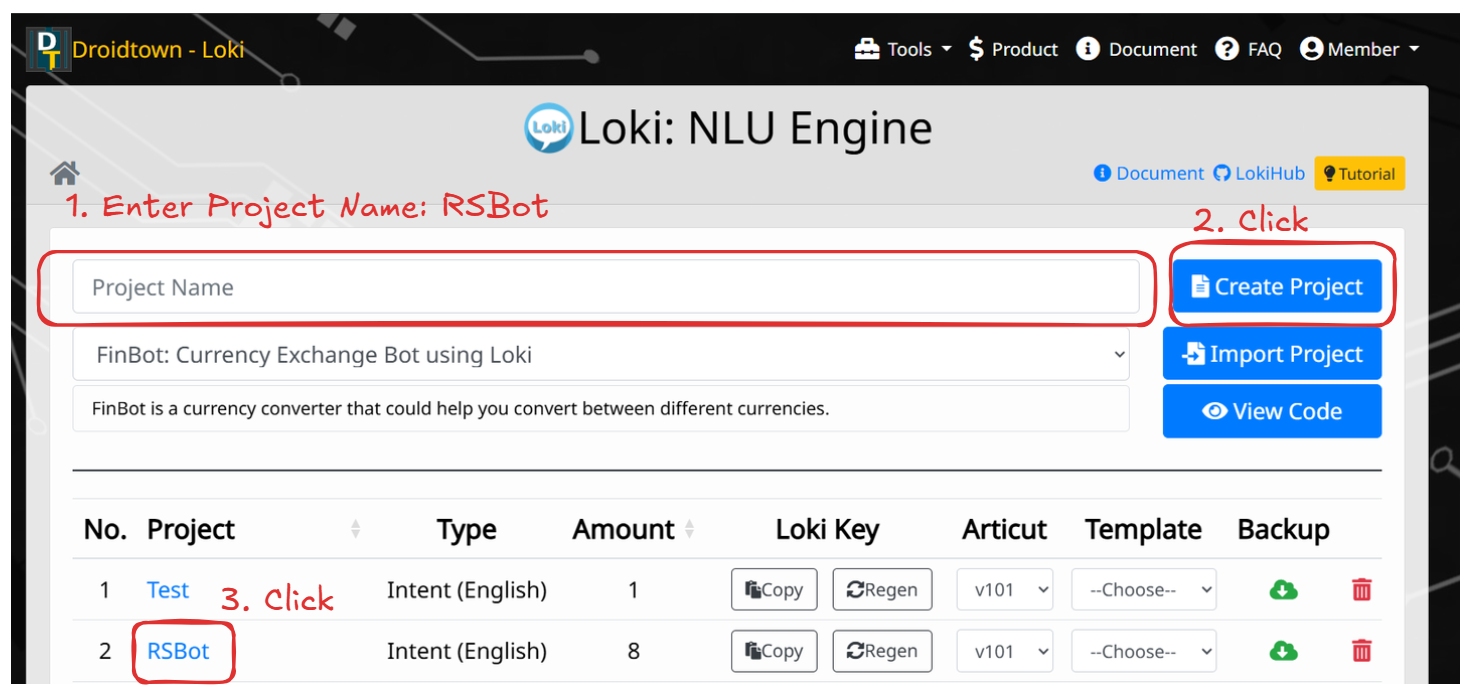 DT Droidtown - Loki Tools Product Document FAQ Member
Loki Loki: NLU Engine
Document LokiHub Tutorial
1. Enter Project Name: RSBot
2. Click
Project Name Create Project
FinBot: Currency Exchange Bot using Loki Import Project
FinBot is a currency converter that could help you convert between different currencies. View Code
No. Project Type Amount Loki Key Articut Template Backup
1 Test Intent (English) 1 Copy Regen v101 --Choose--
3. Click
2 RSBot Intent (English) 8 Copy Regen v101 --Choose--